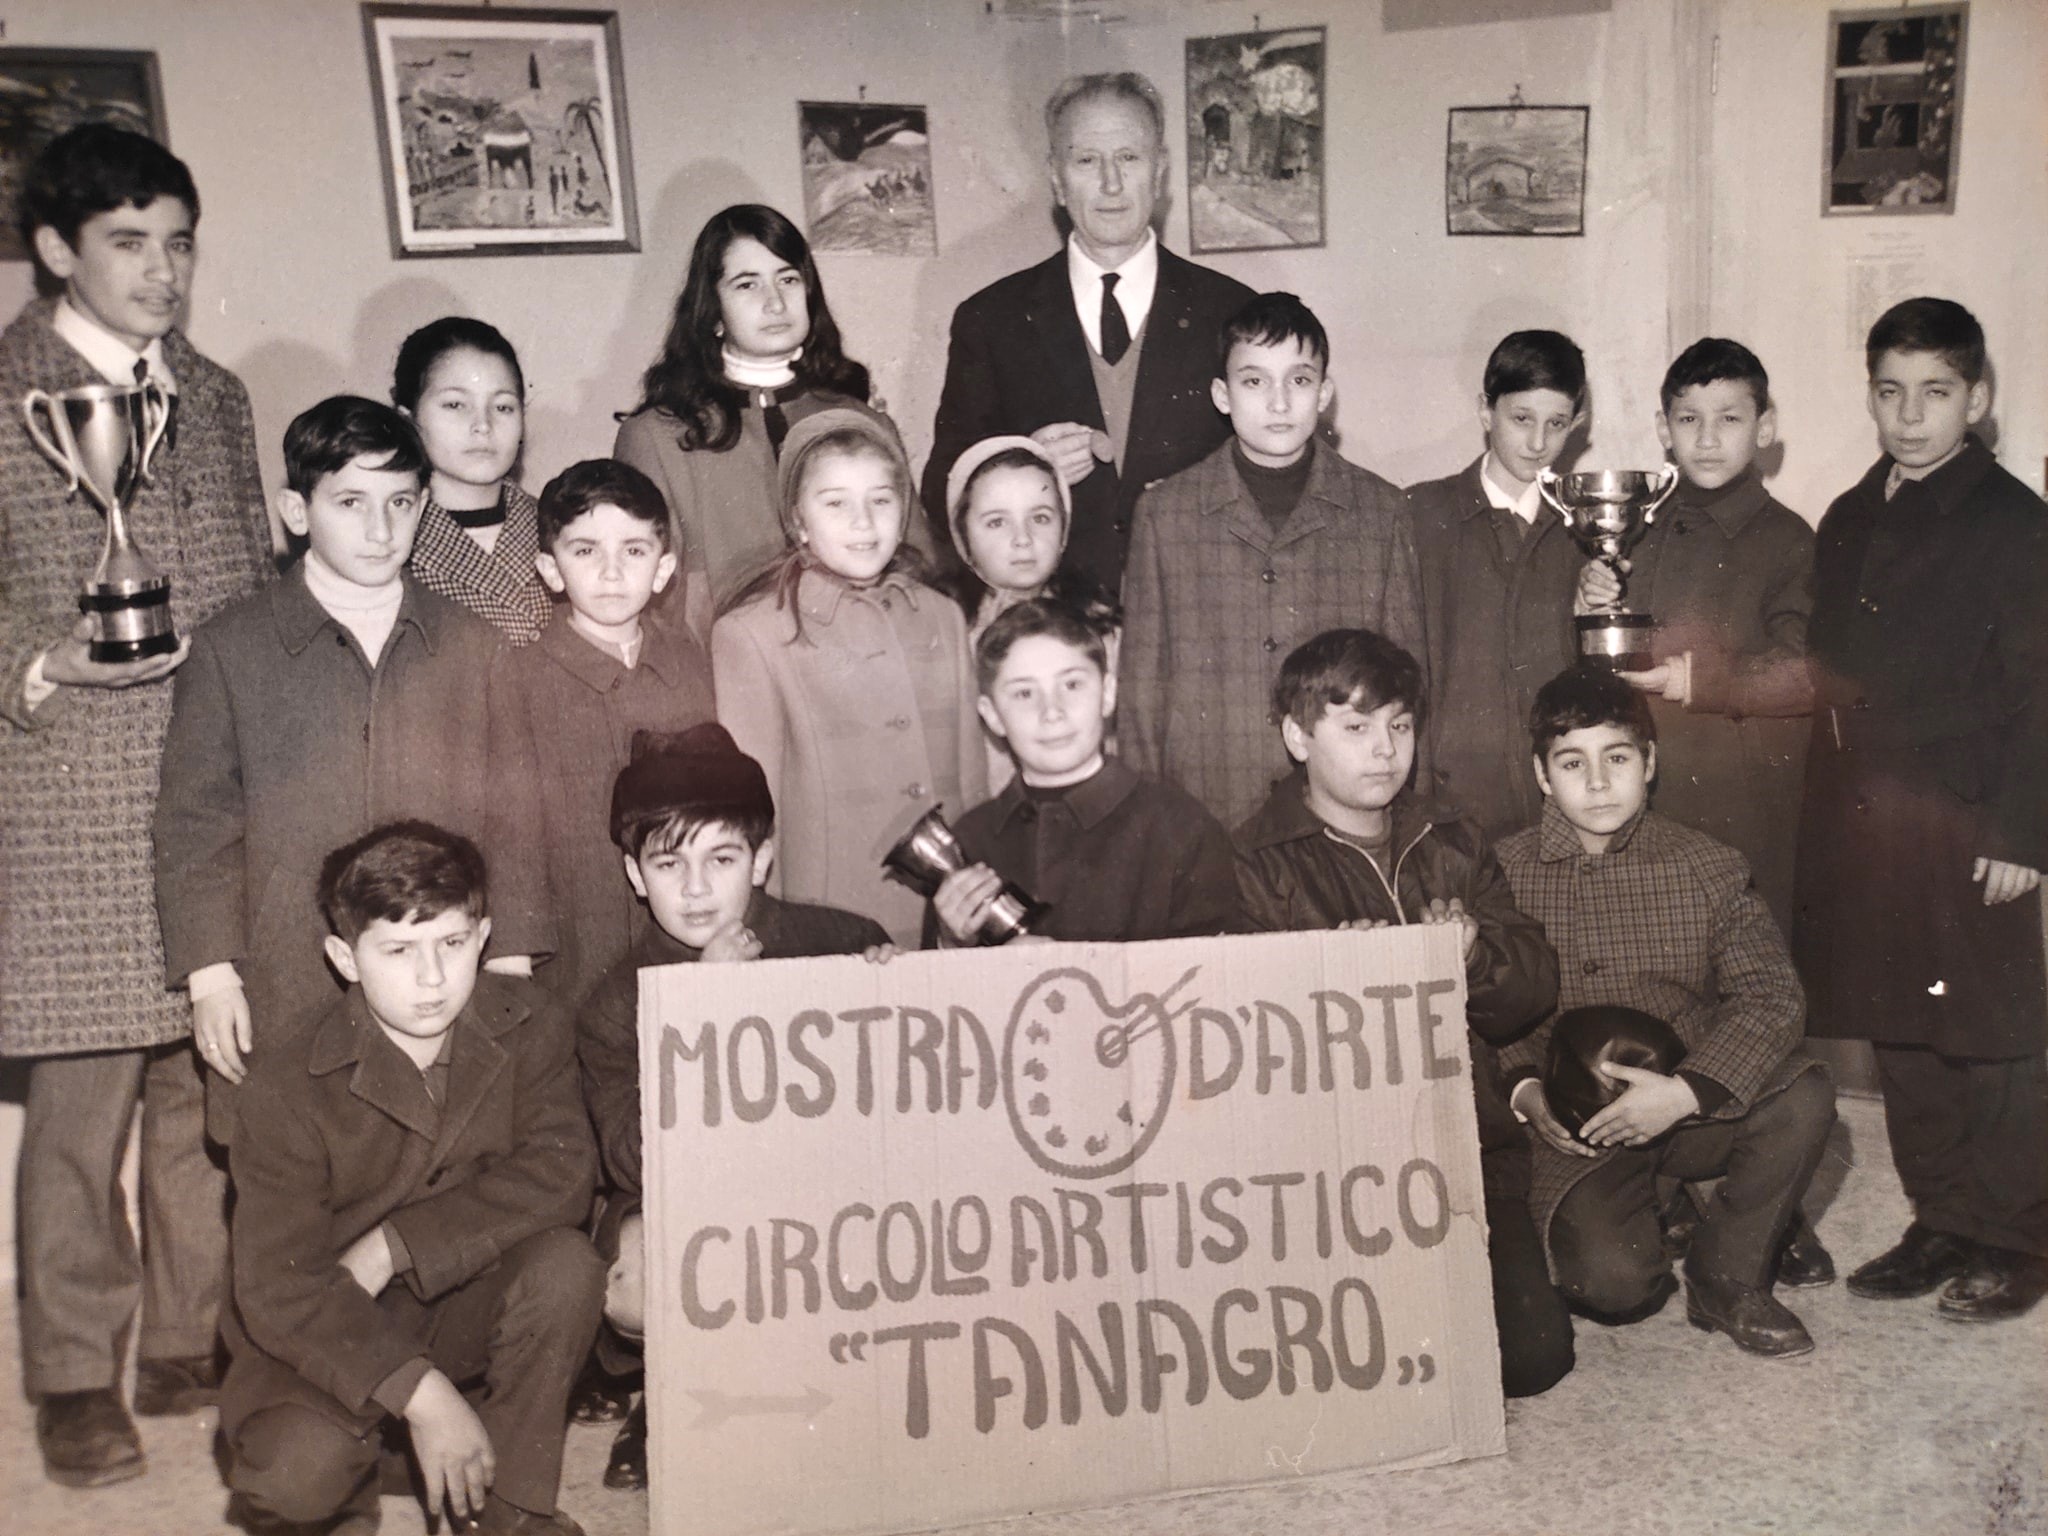 MOSTRA D'ARTE
CIRCOLO ARTISTICO
“TANAGRO”